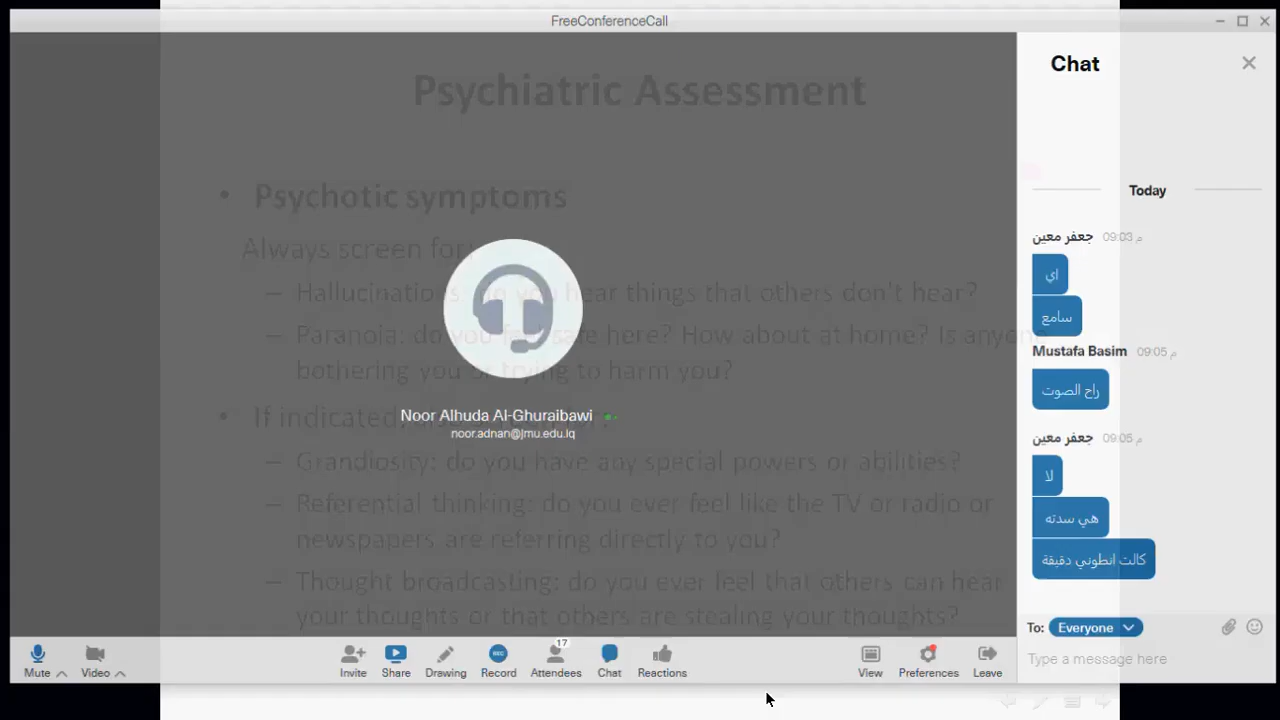 FreeConferenceCall
Psychiatric Assessment
• Psychotic symptoms
Always screen for:
– Hallucinations: do you hear things that others don't hear?
– Paranoia: do you feel safe here? How about at home? Is anyone
bothering you or trying to harm you?
• If indicated, also screen for:
– Grandiosity: do you have any special powers or abilities?
– Referential thinking: do you ever feel like the TV or radio or
newspapers are referring directly to you?
– Thought broadcasting: do you ever feel that others can hear
your thoughts or that others are stealing your thoughts?
Noor Alhuda Al-Ghuraibawi
noor.adnan@jmu.edu.iq
Chat
Today
جعفر معين 09:03 م
اي
سامع
Mustafa Basim 09:05 م
راح الصوت
جعفر معين 09:05 م
لا
هي سدته
كالت انطوني دقيقة
To: Everyone
Type a message here
Mute
Video
Invite
Share
Drawing
REC
Record
17
Attendees
Chat
Reactions
View
Preferences
Leave